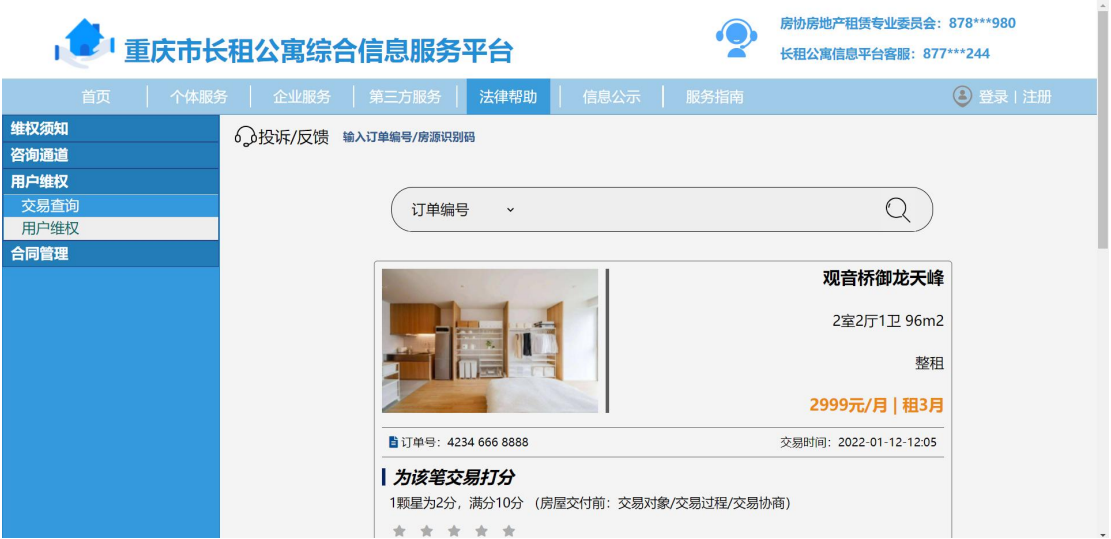 重庆市长租公寓综合信息服务平台
房协房地产租赁专业委员会：878***980
长租公寓信息平台客服：877***244
首页 个体服务 企业服务 第三方服务 法律帮助 信息公示 服务指南 登录 | 注册
维权须知
咨询通道
用户维权
交易查询
用户维权
合同管理
投诉/反馈 输入订单编号/房源识别码
订单编号
观音桥御龙天峰
2室2厅1卫 96m2
整租
2999元/月 | 租3月
订单号：4234 666 8888 交易时间：2022-01-12-12:05
为该笔交易打分
1颗星为2分，满分10分 （房屋交付前：交易对象/交易过程/交易协商）